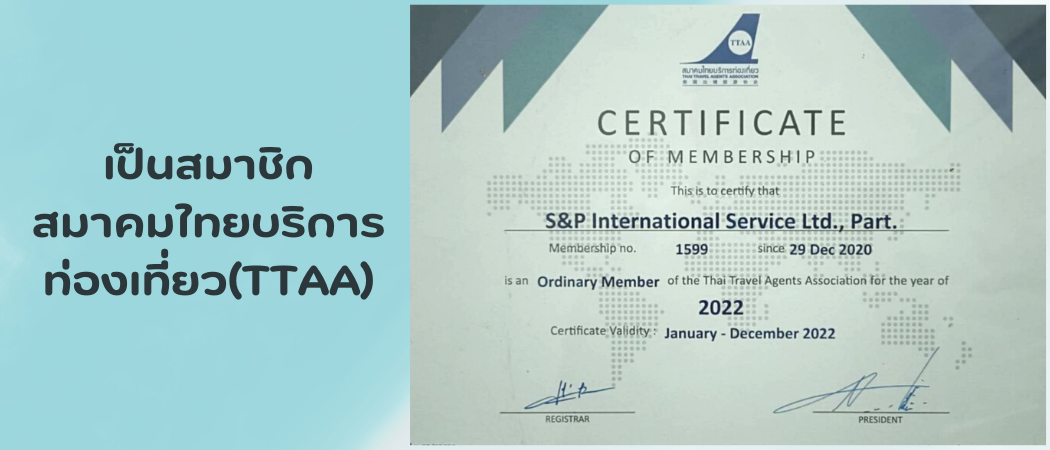 เป็นสมาชิก
สมาคมไทยบริการ
ท่องเที่ยว(TTAA)
TTAA
สมาคมไทยบริการท่องเที่ยว
THAI TRAVEL AGENTS ASSOCIATION
CERTIFICATE
OF MEMBERSHIP
This is to certify that
S&P International Service Ltd., Part.
Membership no. 1599 since 29 Dec 2020
is an Ordinary Member of the Thai Travel Agents Association for the year of
2022
Certificate Validity : January - December 2022
REGISTRAR
PRESIDENT